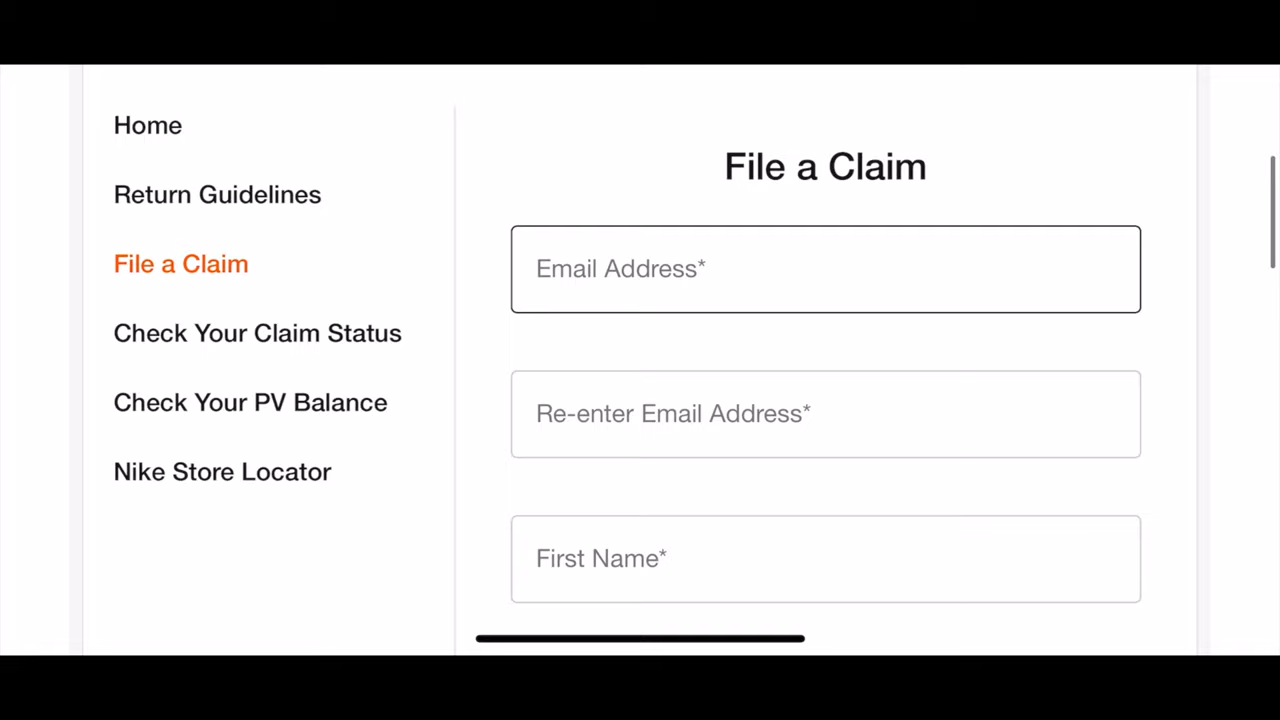 Home
Return Guidelines
File a Claim
Check Your Claim Status
Check Your PV Balance
Nike Store Locator
File a Claim
Email Address*
Re-enter Email Address*
First Name*